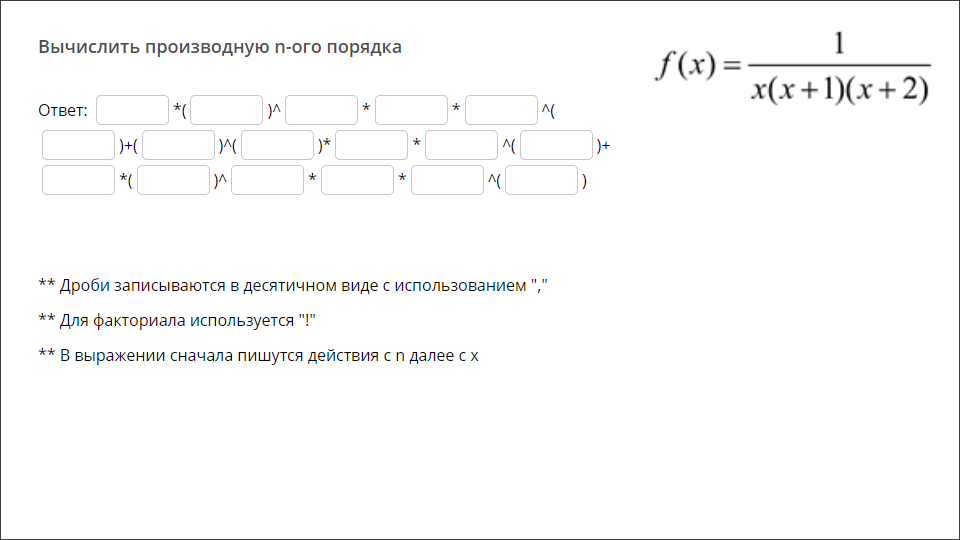 Вычислить производную n-ого порядка
f(x) = 1 / x(x+1)(x+2)
Ответ: *( )^ * * ^(
)+( )^( )* * ^( )+
*( )^ * * ^( )
** Дроби записываются в десятичном виде с использованием ","
** Для факториала используется "!"
** В выражении сначала пишутся действия с n далее с x